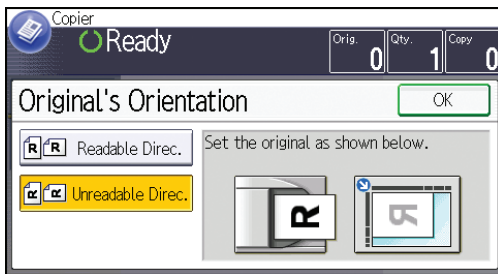 Copier
Ready
Orig. 0 Qty. 1 Copy 0
Original's Orientation OK
R R Readable Direc. Set the original as shown below.
R R Unreadable Direc.
R R